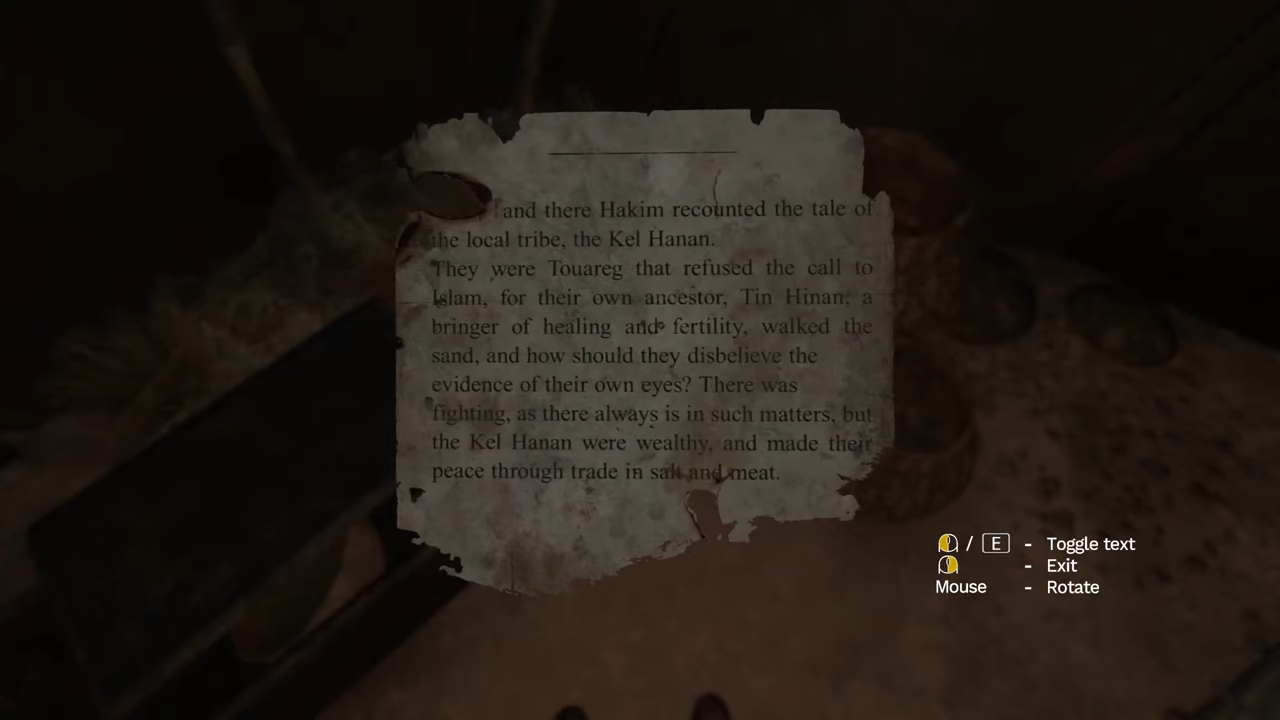 and there Hakim recounted the tale of
the local tribe, the Kel Hanan.
They were Touareg that refused the call to
Islam, for their own ancestor, Tin Hinan, a
bringer of healing and fertility, walked the
sand, and how should they disbelieve the
evidence of their own eyes? There was
fighting, as there always is in such matters, but
the Kel Hanan were wealthy, and made their
peace through trade in salt and meat.
/ E - Toggle text
- Exit
Mouse - Rotate